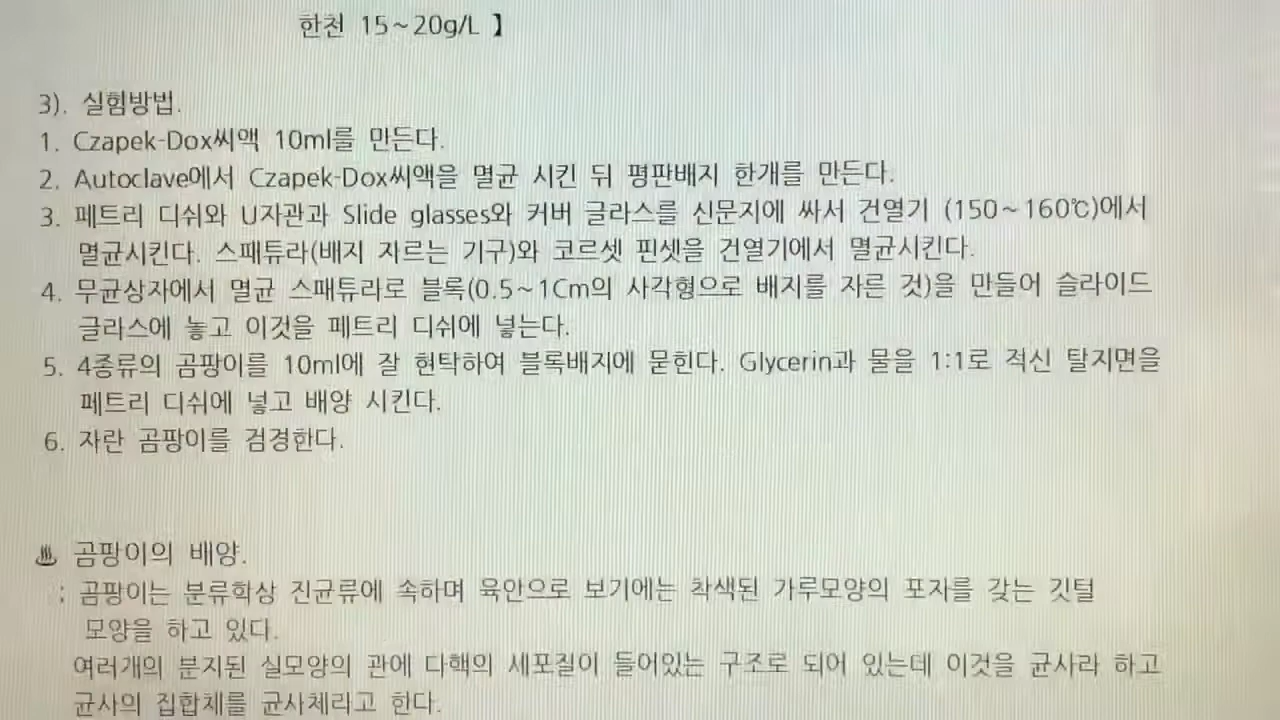 한천 15~20g/L 】
3). 실험방법.
1. Czapek-Dox씨액 10ml를 만든다.
2. Autoclave에서 Czapek-Dox씨액을 멸균 시킨 뒤 평판배지 한개를 만든다.
3. 페트리 디쉬와 U자관과 Slide glasses와 커버 글라스를 신문지에 싸서 건열기 (150~160℃)에서
멸균시킨다. 스패튜라(배지 자르는 기구)와 코르셋 핀셋을 건열기에서 멸균시킨다.
4. 무균상자에서 멸균 스패튜리로 블록(0.5~1Cm의 사각형으로 배지를 자른 것)을 만들어 슬라이드
글라스에 놓고 이것을 페트리 디쉬에 넣는다.
5. 4종류의 곰팡이를 10ml에 잘 현탁하여 블록배지에 묻힌다. Glycerin과 물을 1:1로 적신 탈지면을
페트리 디쉬에 넣고 배양 시킨다.
6. 자란 곰팡이를 검경한다.
♨ 곰팡이의 배양.
: 곰팡이는 분류학상 진균류에 속하며 육안으로 보기에는 착색된 가루모양의 포자를 갖는 깃털
모양을 하고 있다.
여러개의 분지된 실모양의 관에 다핵의 세포질이 들어있는 구조로 되어 있는데 이것을 균사라 하고
균사의 집합체를 균사체라고 한다.